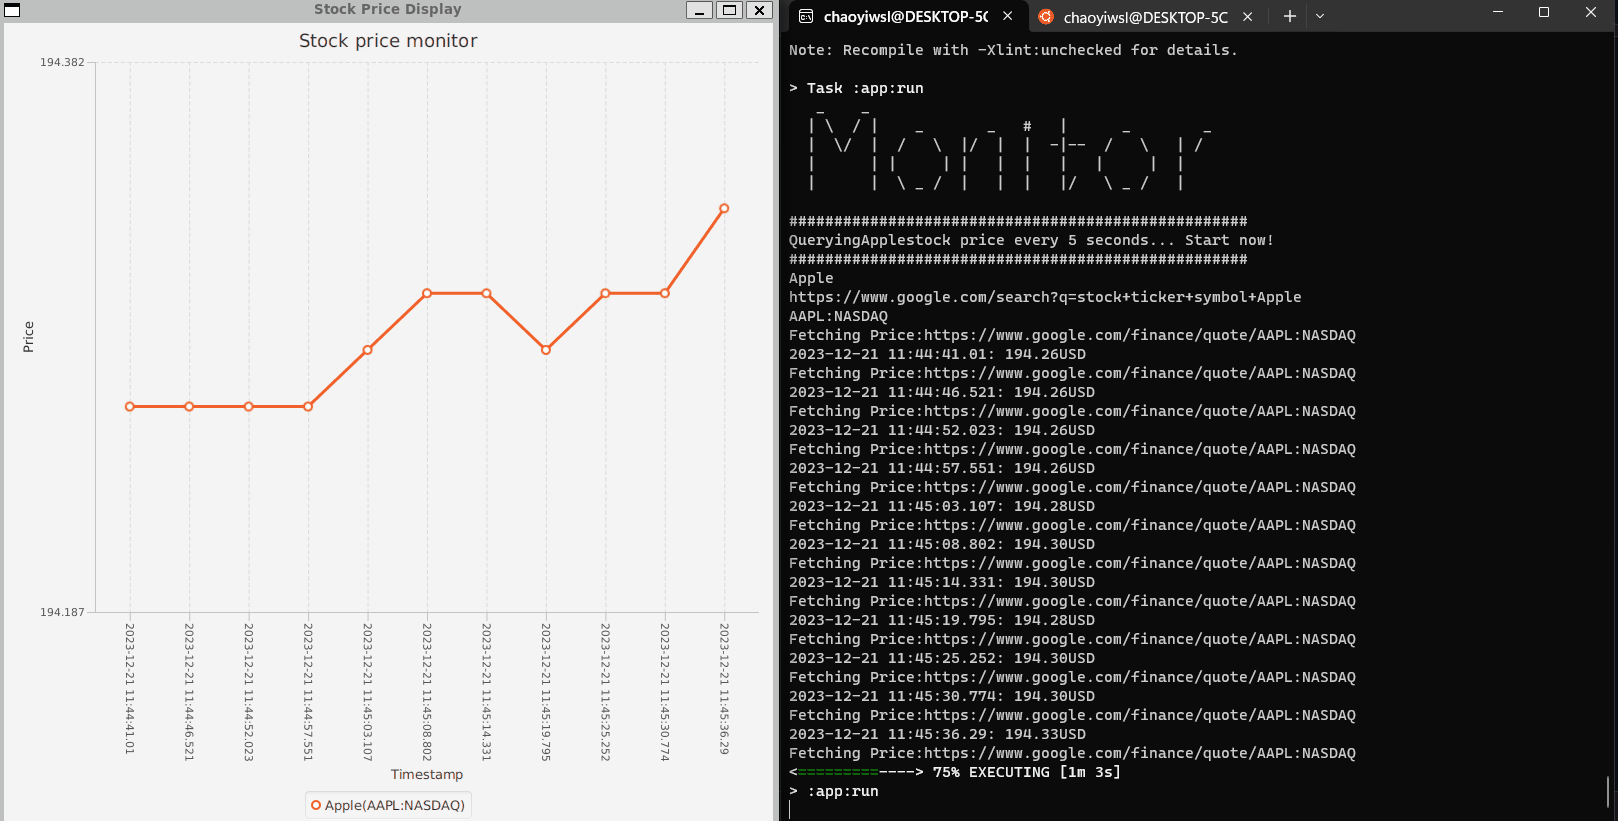 Stock Price Display
Stock price monitor
194.382
Price
194.187
2023-12-21 11:44:41.01
2023-12-21 11:44:46.521
2023-12-21 11:44:52.023
2023-12-21 11:44:57.551
2023-12-21 11:45:03.107
2023-12-21 11:45:08.802
2023-12-21 11:45:14.331
2023-12-21 11:45:19.795
2023-12-21 11:45:25.252
2023-12-21 11:45:30.774
2023-12-21 11:45:36.29
Timestamp
Apple(AAPL:NASDAQ)
chaoyiwsl@DESKTOP-5C
chaoyiwsl@DESKTOP-5C
Note: Recompile with -Xlint:unchecked for details.
> Task :app:run
Monitor
###################################################
QueryingApplestock price every 5 seconds... Start now!
###################################################
Apple
https://www.google.com/search?q=stock+ticker+symbol+Apple
AAPL:NASDAQ
Fetching Price:https://www.google.com/finance/quote/AAPL:NASDAQ
2023-12-21 11:44:41.01: 194.26USD
Fetching Price:https://www.google.com/finance/quote/AAPL:NASDAQ
2023-12-21 11:44:46.521: 194.26USD
Fetching Price:https://www.google.com/finance/quote/AAPL:NASDAQ
2023-12-21 11:44:52.023: 194.26USD
Fetching Price:https://www.google.com/finance/quote/AAPL:NASDAQ
2023-12-21 11:44:57.551: 194.26USD
Fetching Price:https://www.google.com/finance/quote/AAPL:NASDAQ
2023-12-21 11:45:03.107: 194.28USD
Fetching Price:https://www.google.com/finance/quote/AAPL:NASDAQ
2023-12-21 11:45:08.802: 194.30USD
Fetching Price:https://www.google.com/finance/quote/AAPL:NASDAQ
2023-12-21 11:45:14.331: 194.30USD
Fetching Price:https://www.google.com/finance/quote/AAPL:NASDAQ
2023-12-21 11:45:19.795: 194.28USD
Fetching Price:https://www.google.com/finance/quote/AAPL:NASDAQ
2023-12-21 11:45:25.252: 194.30USD
Fetching Price:https://www.google.com/finance/quote/AAPL:NASDAQ
2023-12-21 11:45:30.774: 194.30USD
Fetching Price:https://www.google.com/finance/quote/AAPL:NASDAQ
2023-12-21 11:45:36.29: 194.33USD
Fetching Price:https://www.google.com/finance/quote/AAPL:NASDAQ
<=========----> 75% EXECUTING [1m 3s]
> :app:run